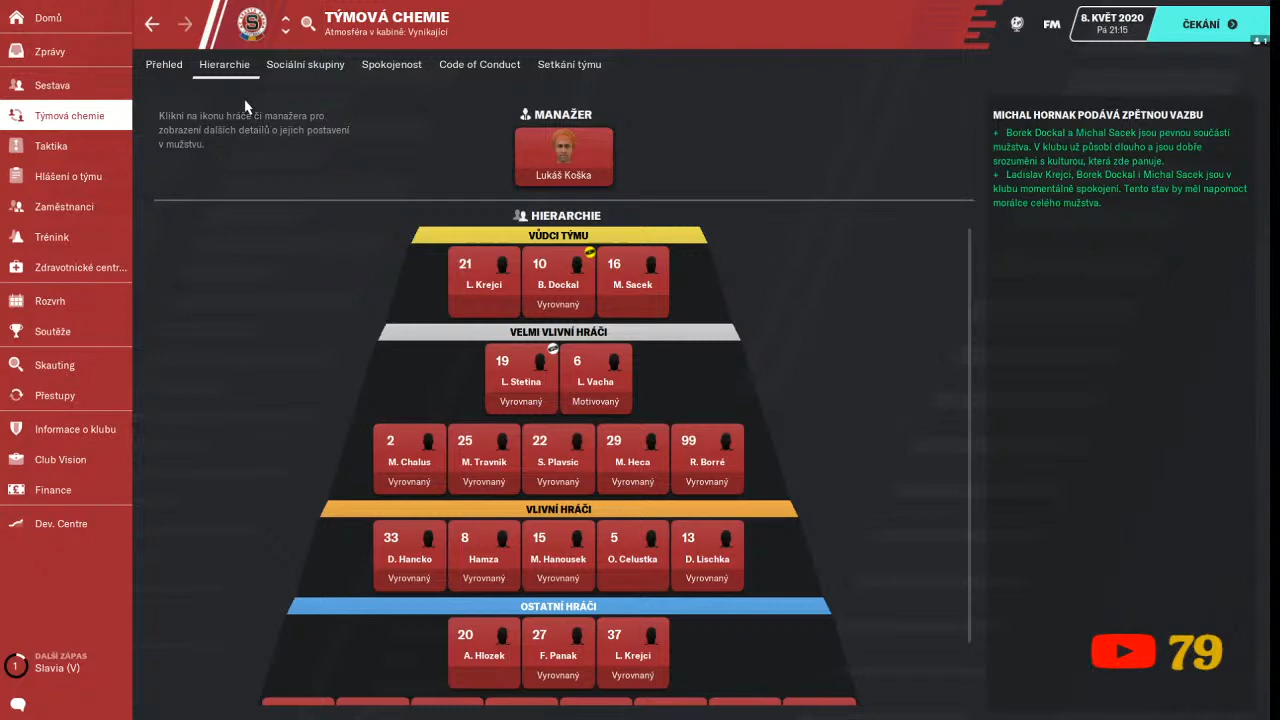 Domů
Zprávy
Sestava
Týmová chemie
Taktika
Hlášení o týmu
Zaměstnanci
Trénink
Zdravotnické centr...
Rozvrh
Soutěže
Skauting
Přestupy
Informace o klubu
Club Vision
Finance
Dev. Centre
1
DALŠÍ ZÁPAS
Slavia (V)
TÝMOVÁ CHEMIE
Atmosféra v kabině: Vynikající
FM
8. KVĚT 2020
Pá 21:15
ČEKÁNÍ
1
Přehled Hierarchie Sociální skupiny Spokojenost Code of Conduct Setkání týmu
Klikni na ikonu hráče či manažera pro
zobrazení dalších detailů o jejich postavení
v mužstvu.
MANAŽER
Lukáš Koška
HIERARCHIE
VŮDCI TÝMU
21 10 16
L. Krejci B. Dockal M. Sacek
Vyrovnaný
VELMI VLIVNÍ HRÁČI
19 6
L. Stetina L. Vacha
Vyrovnaný Motivovaný
2 25 22 29 99
M. Chalus M. Travnik S. Plavsic M. Heca R. Borré
Vyrovnaný Vyrovnaný Vyrovnaný Vyrovnaný Vyrovnaný
VLIVNÍ HRÁČI
33 8 15 5 13
D. Hancko Hamza M. Hanousek O. Celustka D. Lischka
Vyrovnaný Vyrovnaný Vyrovnaný Vyrovnaný
OSTATNÍ HRÁČI
20 27 37
A. Hlozek F. Panak L. Krejci
Vyrovnaný Vyrovnaný
MICHAL HORNAK PODÁVÁ ZPĚTNOU VAZBU
+ Borek Dockal a Michal Sacek jsou pevnou součástí
mužstva. V klubu už působí dlouho a jsou dobře
srozuměni s kulturou, která zde panuje.
+ Ladislav Krejci, Borek Dockal i Michal Sacek jsou v
klubu momentálně spokojení. Tento stav by měl napomoct
morálce celého mužstva.
79